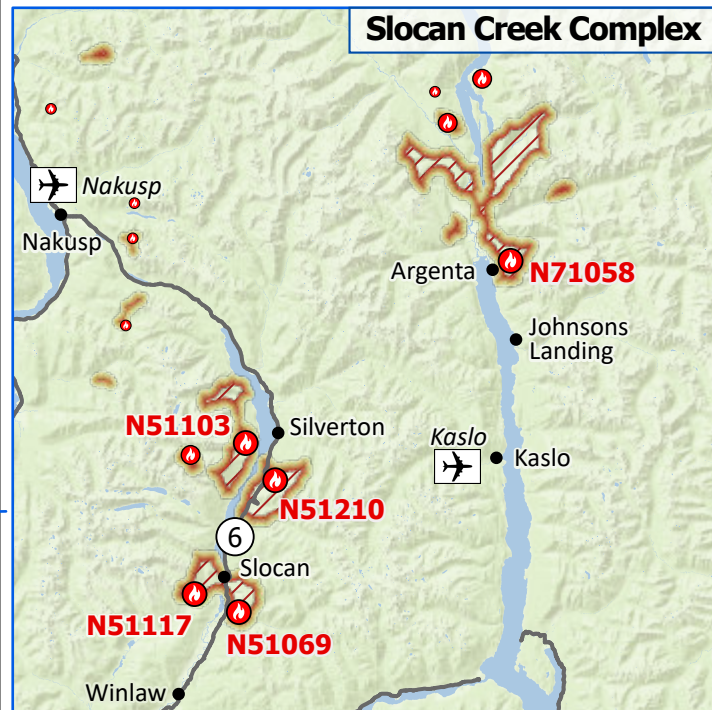 Slocan Creek Complex
Nakusp
Nakusp
Argenta
N71058
Johnsons
Landing
N51103
Silverton
Kaslo
Kaslo
N51210
6
Slocan
N51117
N51069
Winlaw